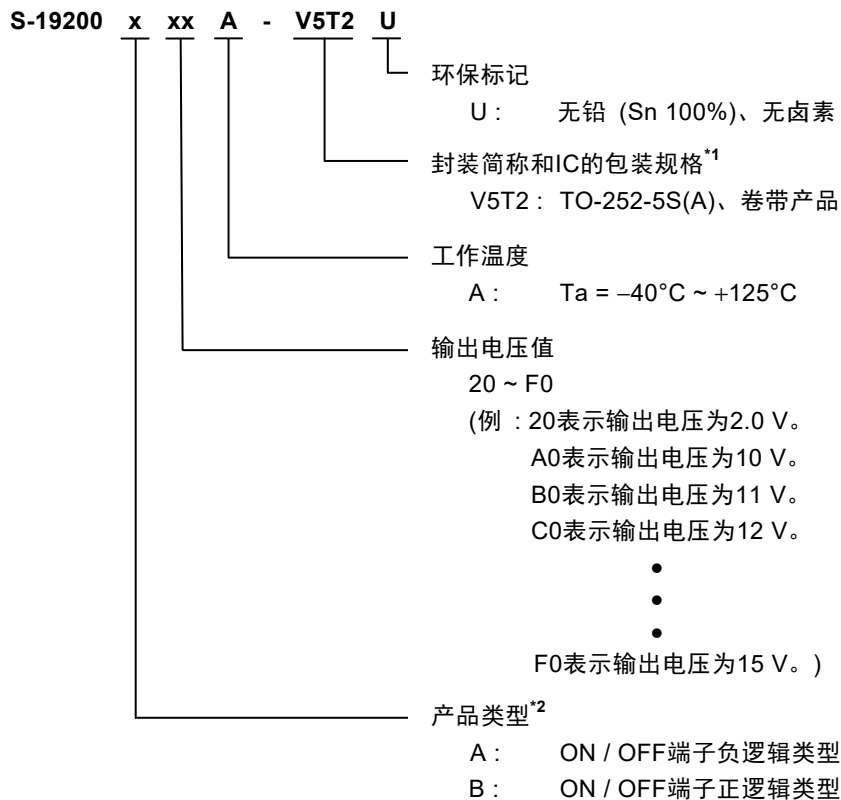 S-19200 x xx A - V5T2 U
环保标记
U : 无铅 (Sn 100%)、无卤素
封装简称和IC的包装规格*1
V5T2 : TO-252-5S(A)、卷带产品
工作温度
A : Ta = −40°C ~ +125°C
输出电压值
20 ~ F0
(例 : 20表示输出电压为2.0 V。
A0表示输出电压为10 V。
B0表示输出电压为11 V。
C0表示输出电压为12 V。
•
•
•
F0表示输出电压为15 V。)
产品类型*2
A : ON / OFF端子负逻辑类型
B : ON / OFF端子正逻辑类型